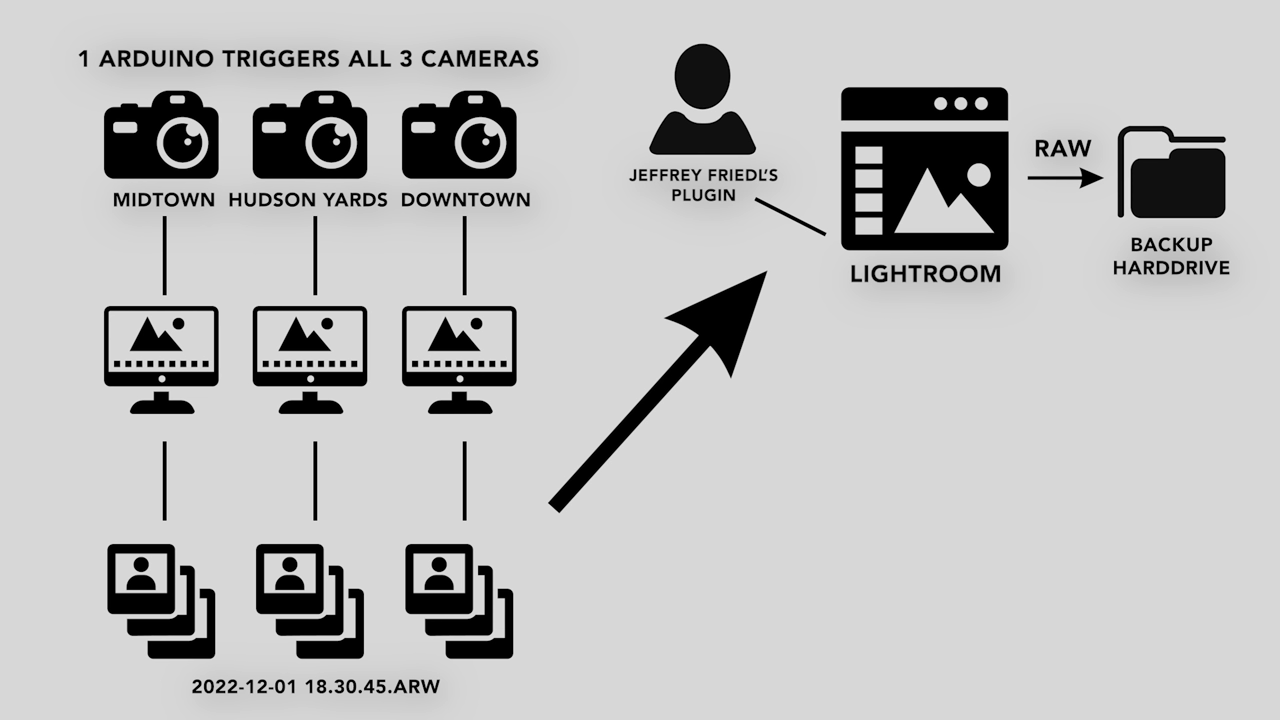 1 ARDUINO TRIGGERS ALL 3 CAMERAS
MIDTOWN
HUDSON YARDS
DOWNTOWN
2022-12-01 18.30.45.ARW
JEFFREY FRIEDL'S
PLUGIN
LIGHTROOM
RAW
BACKUP
HARDDRIVE